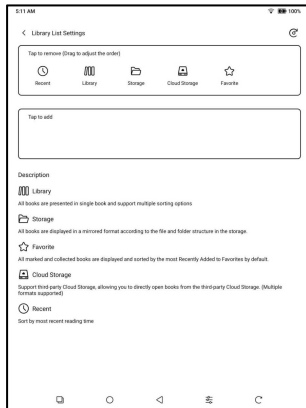 5:11 AM
100%
Library List Settings
Tap to remove (Drag to adjust the order)
Recent
Library
Storage
Cloud Storage
Favorite
Tap to add
Description
Library
All books are presented in single book and support multiple sorting options
Storage
All books are displayed in a mirrored format according to the file and folder structure in the storage.
Favorite
All marked and collected books are displayed and sorted by the most Recently Added to Favorites by default.
Cloud Storage
Support third-party Cloud Storage, allowing you to directly open books from the third-party Cloud Storage. (Multiple
formats supported)
Recent
Sort by most recent reading time